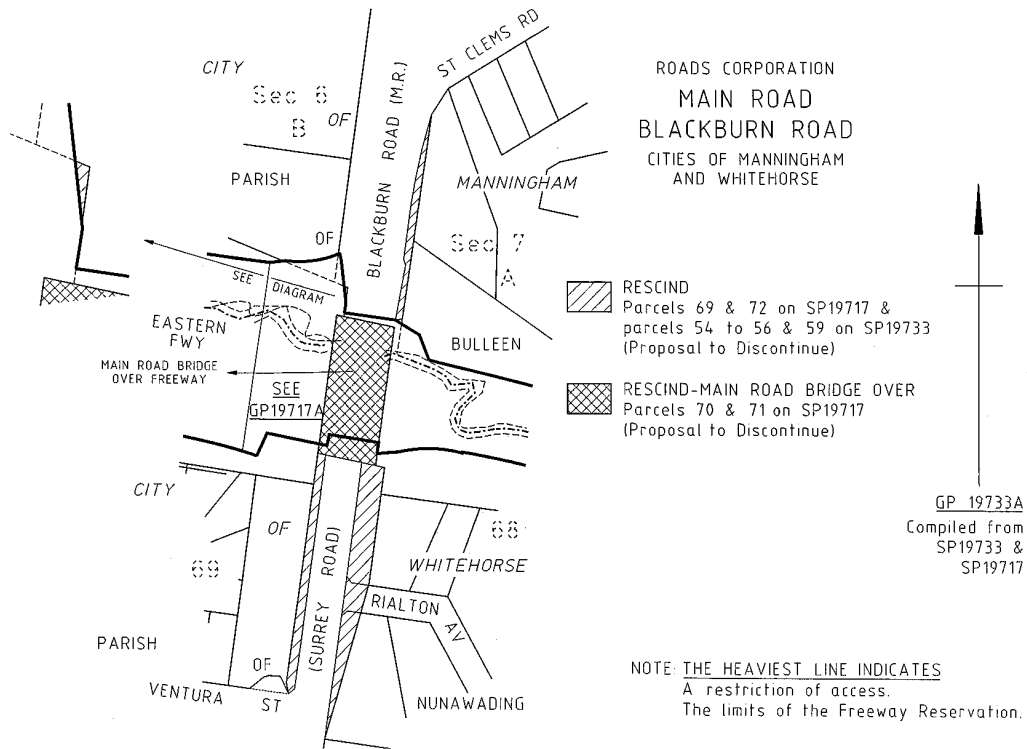 ROADS CORPORATION
MAIN ROAD
BLACKBURN ROAD
CITIES OF MANNINGHAM
AND WHITEHORSE
CITY
Sec 6
B
OF
PARISH
OF
BLACKBURN ROAD (M.R.)
ST CLEMS RD
MANNINGHAM
Sec 7
A
SEE DIAGRAM
EASTERN
FWY
MAIN ROAD BRIDGE
OVER FREEWAY
SEE
GP19717A
BULLEEN
RESCIND
Parcels 69 & 72 on SP19717 &
parcels 54 to 56 & 59 on SP19733
(Proposal to Discontinue)
RESCIND-MAIN ROAD BRIDGE OVER
Parcels 70 & 71 on SP19717
(Proposal to Discontinue)
CITY
OF
69
68
WHITEHORSE
(SURREY ROAD)
RIALTON AV
PARISH
OF
VENTURA ST
NUNAWADING
GP 19733A
Compiled from
SP19733 &
SP19717
NOTE: THE HEAVIEST LINE INDICATES
A restriction of access.
The limits of the Freeway Reservation.